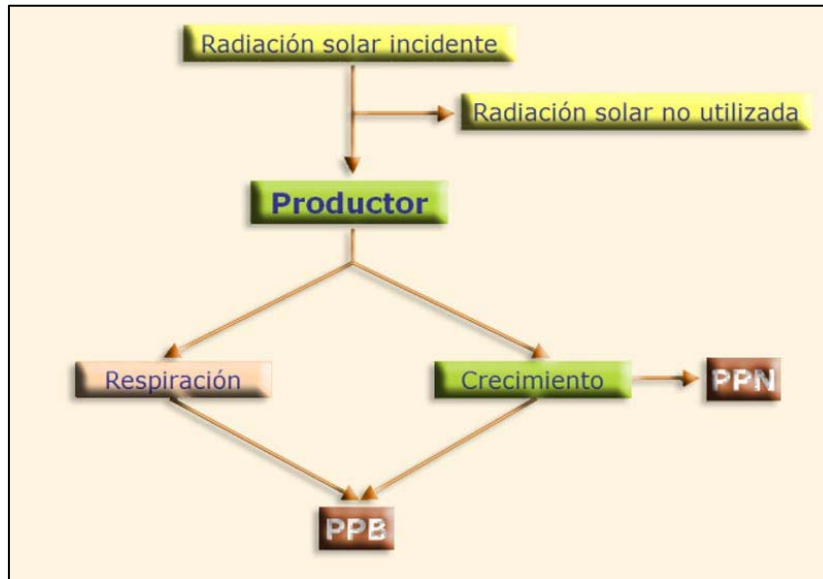 Radiación solar incidente
Radiación solar no utilizada
Productor
Respiración
Crecimiento
PPN
PPB